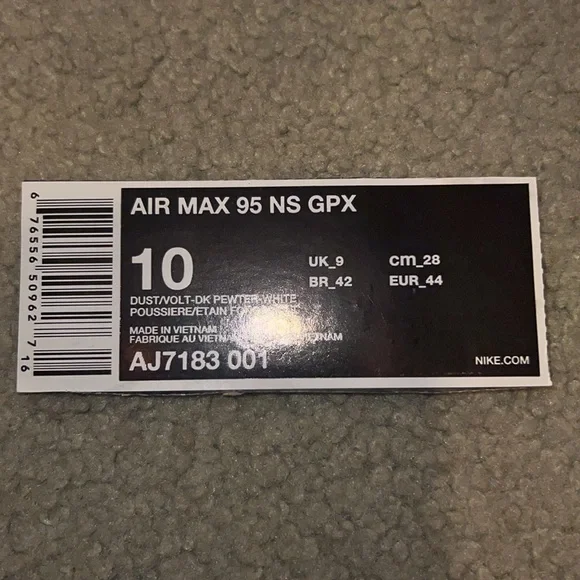 AIR MAX 95 NS GPX
10
UK_9 cm_28
BR_42 EUR_44
DUST/VOLT-DK PEWTER-WHITE
POUSSIERE/ETAIN
MADE IN VIETNAM
FABRIQUE AU VIETNAM
AJ7183 001
NIKE.COM
6 76556 50962 7 16